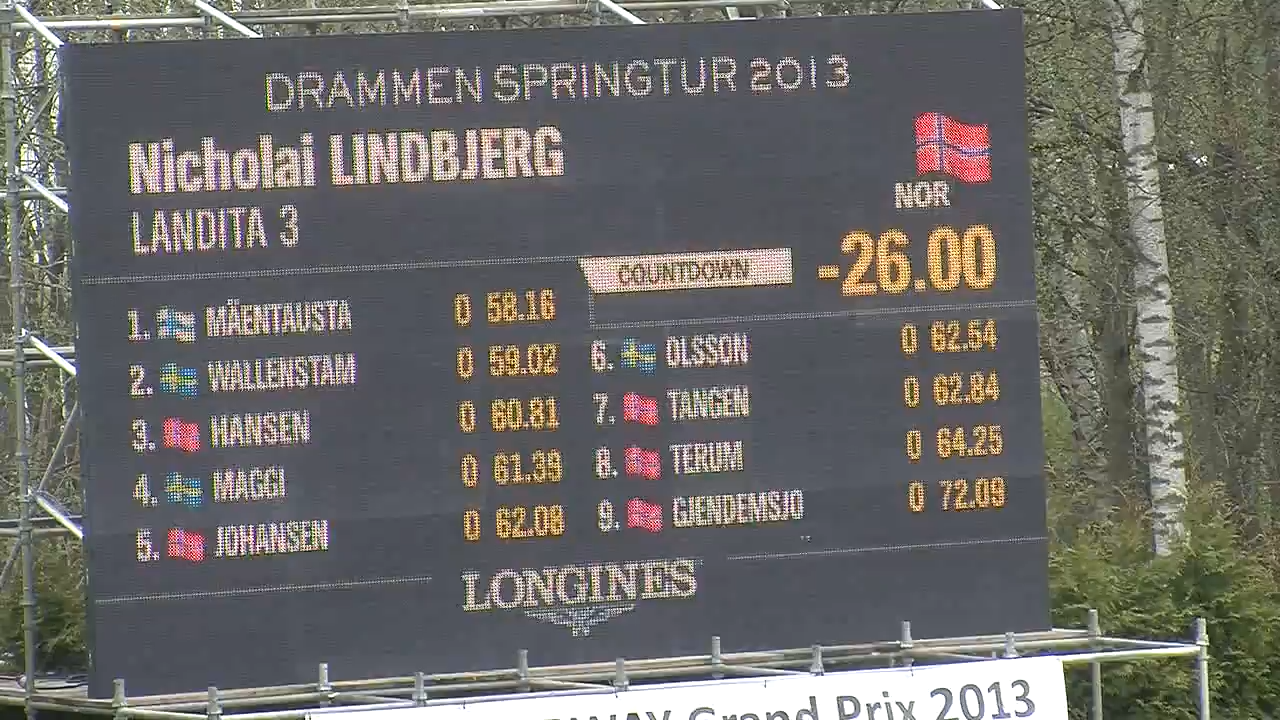 DRAMMEN SPRINGTUR 2013
Nicholai LINDBJERG
NOR
LANDITA 3
COUNTDOWN -26.00
1. MÄENTAUSTA 0 58.16
2. WALLENSTAM 0 59.02
3. HANSEN 0 60.81
4. MAGGI 0 61.39
5. JOHANSEN 0 62.08
6. OLSSON 0 62.54
7. TANGEN 0 62.84
8. TERUM 0 64.25
9. GJENDEMSJO 0 72.09
LONGINES
Grand Prix 2013